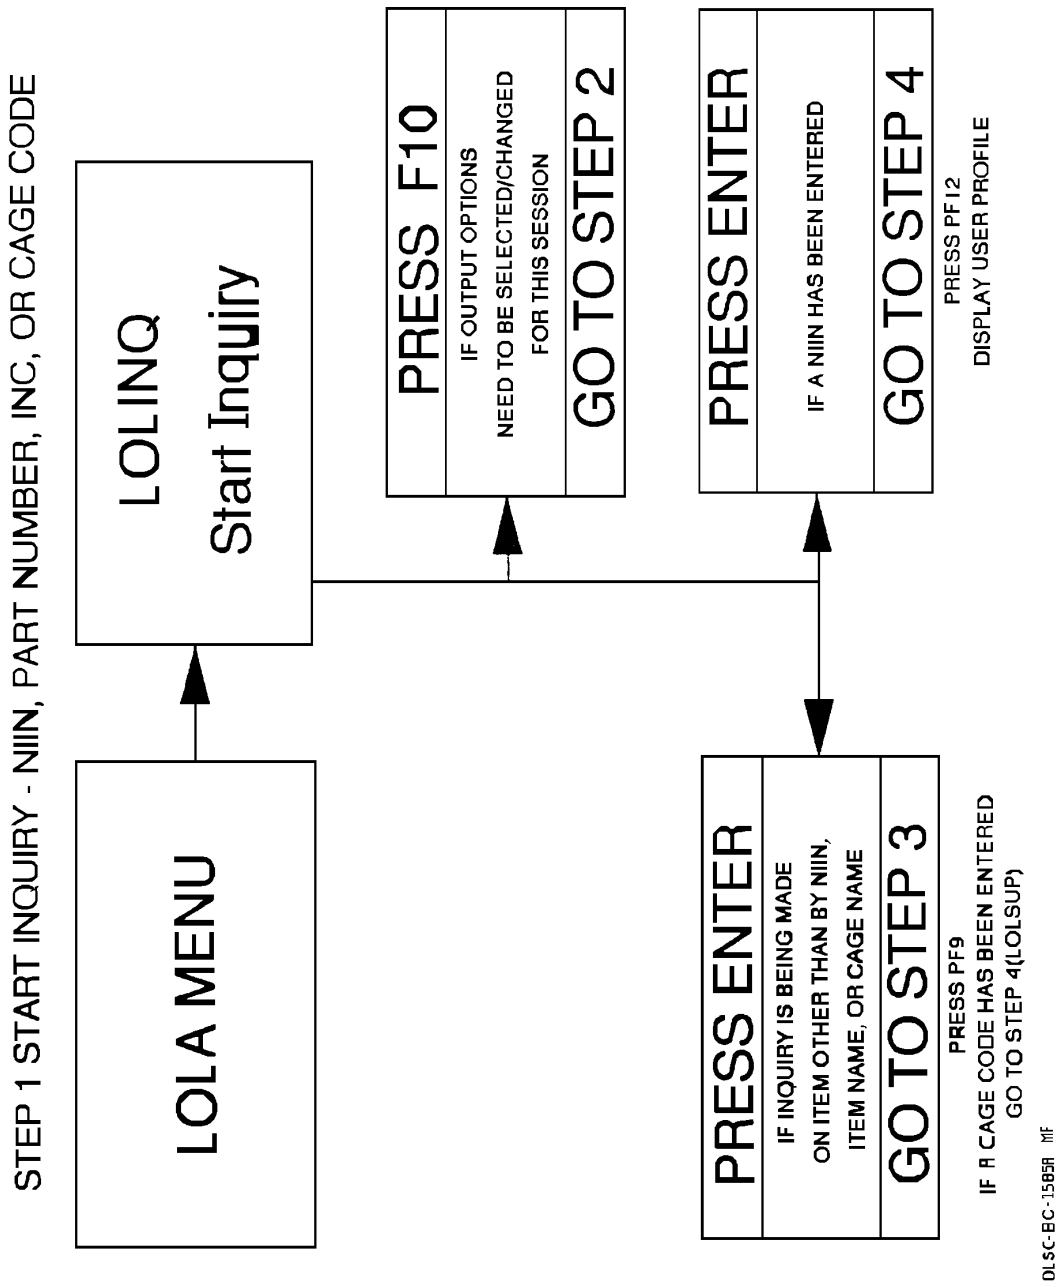 STEP 1 START INQUIRY - NIIN, PART NUMBER, INC, OR CAGE CODE
LOLA MENU
LOLINQ
Start Inquiry
PRESS F10
IF OUTPUT OPTIONS
NEED TO BE SELECTED/CHANGED
FOR THIS SESSION
GO TO STEP 2
PRESS ENTER
IF INQUIRY IS BEING MADE
ON ITEM OTHER THAN BY NIIN,
ITEM NAME, OR CAGE NAME
GO TO STEP 3
PRESS PF9
IF A CAGE CODE HAS BEEN ENTERED
GO TO STEP 4(LOLSUP)
PRESS ENTER
IF A NIIN HAS BEEN ENTERED
GO TO STEP 4
PRESS PF12
DISPLAY USER PROFILE
DLSC-BC-1585A MF